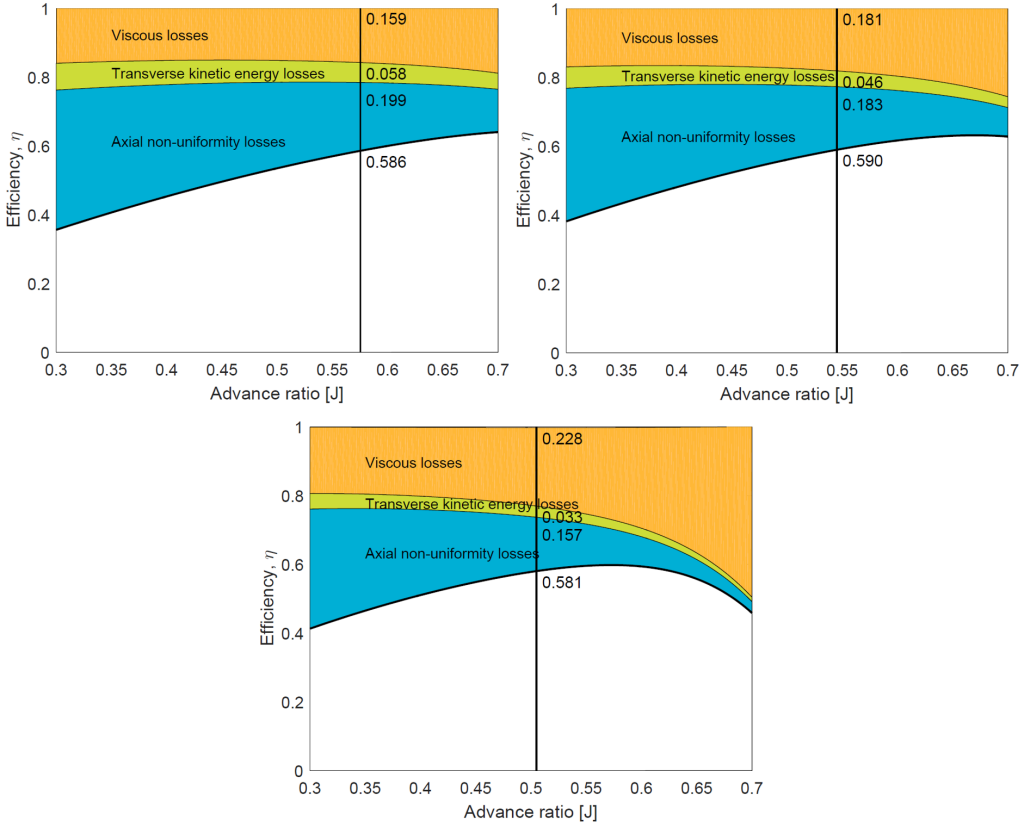 1
0.159
Viscous losses
0.8
Transverse kinetic energy losses
0.058
0.199
Axial non-uniformity losses
0.6
0.586
Efficiency, η
0.4
0.2
0
0.3 0.35 0.4 0.45 0.5 0.55 0.6 0.65 0.7
Advance ratio [J]
1
0.181
Viscous losses
0.8
Transverse kinetic energy losses
0.046
0.183
Axial non-uniformity losses
0.6
0.590
Efficiency, η
0.4
0.2
0
0.3 0.35 0.4 0.45 0.5 0.55 0.6 0.65 0.7
Advance ratio [J]
1
0.228
Viscous losses
0.8
Transverse kinetic energy losses
0.033
0.157
Axial non-uniformity losses
0.6
0.581
Efficiency, η
0.4
0.2
0
0.3 0.35 0.4 0.45 0.5 0.55 0.6 0.65 0.7
Advance ratio [J]